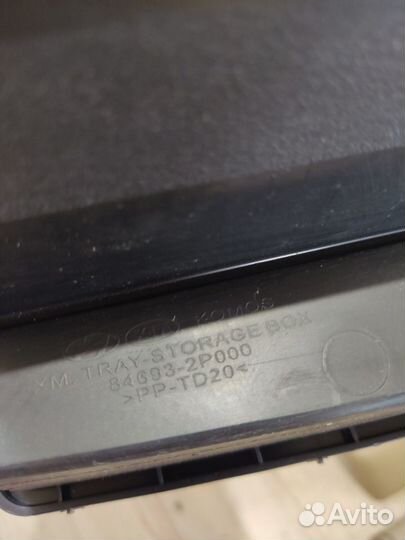 KOMOS
XM. TRAY-STORAGE BOX
84693-2P000
>PP-TD20<
Avito